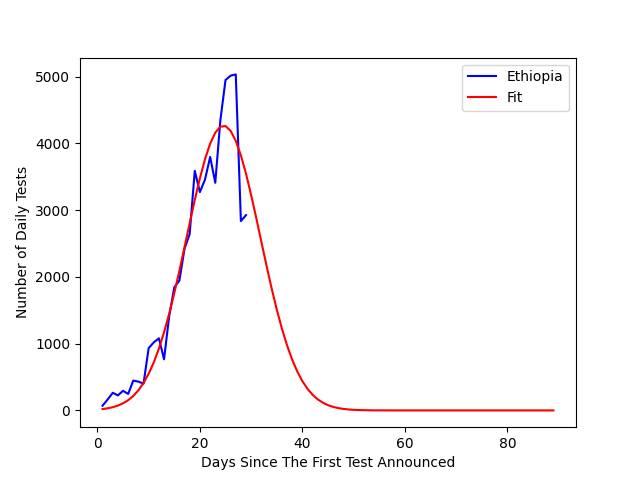 Ethiopia
Fit
Number of Daily Tests
5000
4000
3000
2000
1000
0
0 20 40 60 80
Days Since The First Test Announced